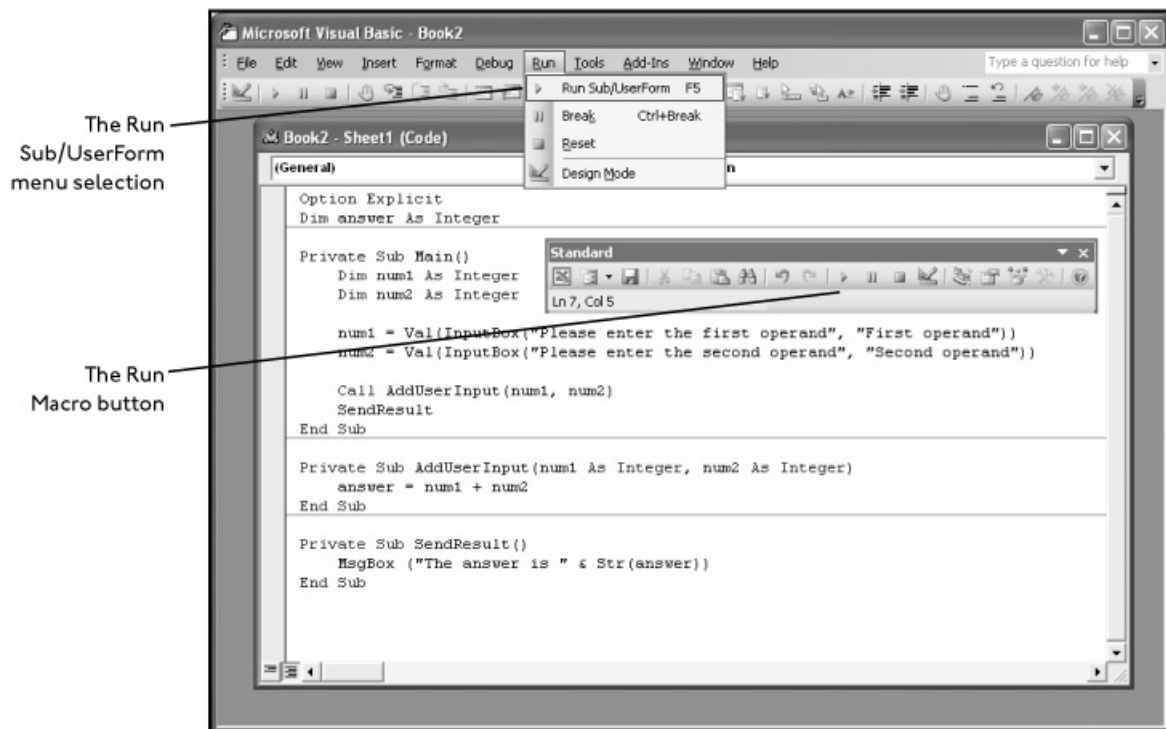 Microsoft Visual Basic - Book2
File Edit View Insert Format Debug Run Tools Add-Ins Window Help Type a question for help
Run Sub/UserForm F5
Break Ctrl+Break
Reset
Design Mode
The Run
Sub/UserForm
menu selection
Book2 - Sheet1 (Code)
(General)
n
Option Explicit
Dim answer As Integer
Private Sub Main()
Dim num1 As Integer
Dim num2 As Integer
Standard
Ln 7, Col 5
num1 = Val(InputBox("Please enter the first operand", "First operand"))
num2 = Val(InputBox("Please enter the second operand", "Second operand"))
The Run
Macro button
Call AddUserInput(num1, num2)
SendResult
End Sub
Private Sub AddUserInput(num1 As Integer, num2 As Integer)
answer = num1 + num2
End Sub
Private Sub SendResult()
MsgBox ("The answer is " & Str(answer))
End Sub